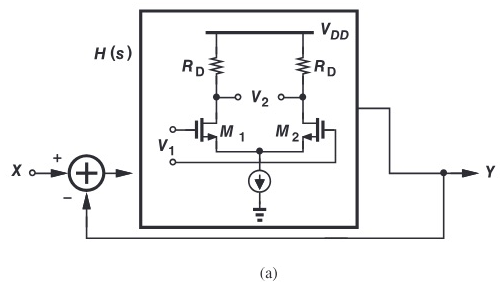 V_DD
H(s)
R_D
R_D
V_2
M_1
M_2
V_1
X
+
+
−
Y
(a)